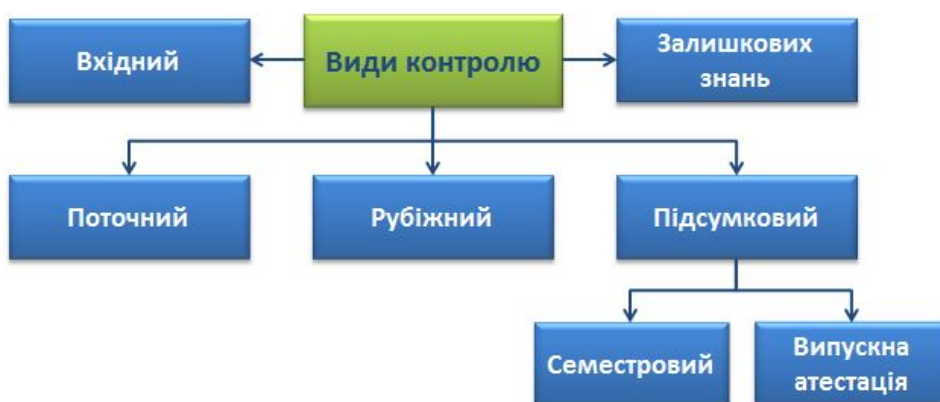 Вхідний
Види контролю
Залишкових
знань
Поточний
Рубіжний
Підсумковий
Семестровий
Випускна
атестація